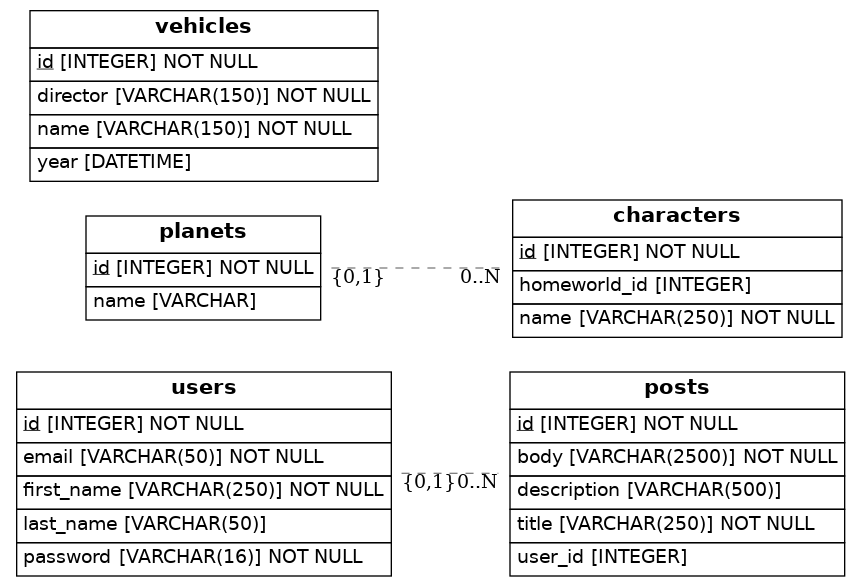 vehicles
id [INTEGER] NOT NULL
director [VARCHAR(150)] NOT NULL
name [VARCHAR(150)] NOT NULL
year [DATETIME]
planets
id [INTEGER] NOT NULL
name [VARCHAR]
{0,1}
0..N
characters
id [INTEGER] NOT NULL
homeworld_id [INTEGER]
name [VARCHAR(250)] NOT NULL
users
id [INTEGER] NOT NULL
email [VARCHAR(50)] NOT NULL
first_name [VARCHAR(250)] NOT NULL
last_name [VARCHAR(50)]
password [VARCHAR(16)] NOT NULL
{0,1}
0..N
posts
id [INTEGER] NOT NULL
body [VARCHAR(2500)] NOT NULL
description [VARCHAR(500)]
title [VARCHAR(250)] NOT NULL
user_id [INTEGER]